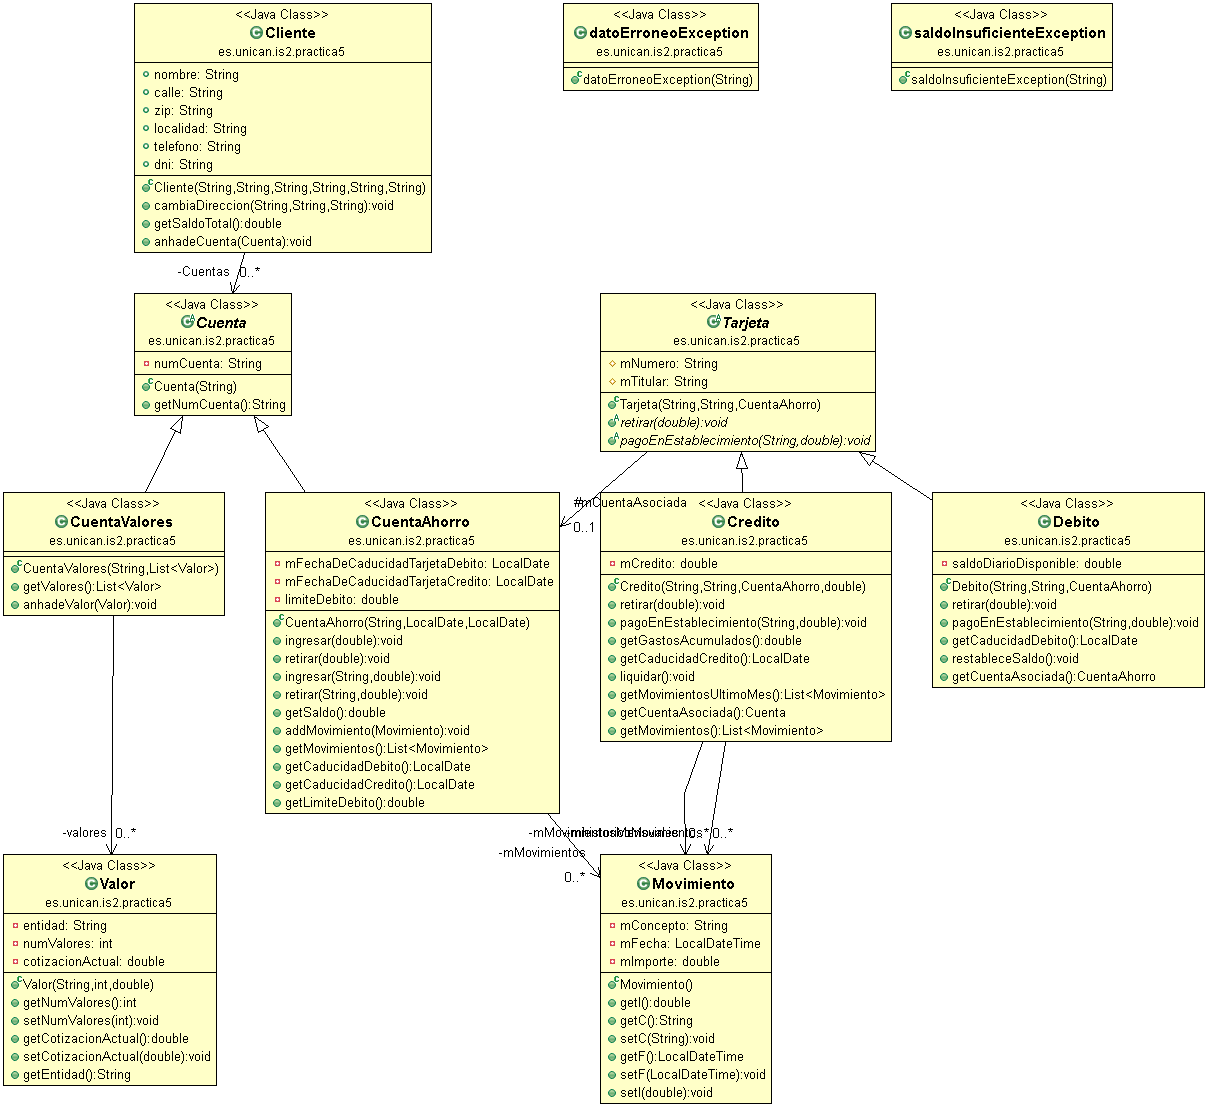 <<Java Class>>
Cliente
es.unican.is2.practica5
nombre: String
calle: String
zip: String
localidad: String
telefono: String
dni: String
Cliente(String,String,String,String,String,String)
cambiaDireccion(String,String,String):void
getSaldoTotal():double
anhadeCuenta(Cuenta):void
<<Java Class>>
datoErroneoException
es.unican.is2.practica5
datoErroneoException(String)
<<Java Class>>
saldoInsuficienteException
es.unican.is2.practica5
saldoInsuficienteException(String)
-Cuentas 0..*
<<Java Class>>
Cuenta
es.unican.is2.practica5
numCuenta: String
Cuenta(String)
getNumCuenta():String
<<Java Class>>
Tarjeta
es.unican.is2.practica5
mNumero: String
mTitular: String
Tarjeta(String,String,CuentaAhorro)
retirar(double):void
pagoEnEstablecimiento(String,double):void
<<Java Class>>
CuentaValores
es.unican.is2.practica5
CuentaValores(String,List<Valor>)
getValores():List<Valor>
anhadeValor(Valor):void
<<Java Class>>
CuentaAhorro
es.unican.is2.practica5
mFechaDeCaducidadTarjetaDebito: LocalDate
mFechaDeCaducidadTarjetaCredito: LocalDate
limiteDebito: double
CuentaAhorro(String,LocalDate,LocalDate)
ingresar(double):void
retirar(double):void
ingresar(String,double):void
retirar(String,double):void
getSaldo():double
addMovimiento(Movimiento):void
getMovimientos():List<Movimiento>
getCaducidadDebito():LocalDate
getCaducidadCredito():LocalDate
getLimiteDebito():double
#mCuentaAsociada
0..1
<<Java Class>>
Credito
es.unican.is2.practica5
mCredito: double
Credito(String,String,CuentaAhorro,double)
retirar(double):void
pagoEnEstablecimiento(String,double):void
getGastosAcumulados():double
getCaducidadCredito():LocalDate
liquidar():void
getMovimientosUltimoMes():List<Movimiento>
getCuentaAsociada():Cuenta
getMovimientos():List<Movimiento>
<<Java Class>>
Debito
es.unican.is2.practica5
saldoDiarioDisponible: double
Debito(String,String,CuentaAhorro)
retirar(double):void
pagoEnEstablecimiento(String,double):void
getCaducidadDebito():LocalDate
restableceSaldo():void
getCuentaAsociada():CuentaAhorro
-valores 0..*
0..*
-mMovimientos
0..*
<<Java Class>>
Valor
es.unican.is2.practica5
entidad: String
numValores: int
cotizacionActual: double
Valor(String,int,double)
getNumValores():int
setNumValores(int):void
getCotizacionActual():double
setCotizacionActual(double):void
getEntidad():String
<<Java Class>>
Movimiento
es.unican.is2.practica5
mConcepto: String
mFecha: LocalDateTime
mImporte: double
Movimiento()
getI():double
getC():String
setC(String):void
getF():LocalDateTime
setF(LocalDateTime):void
setI(double):void